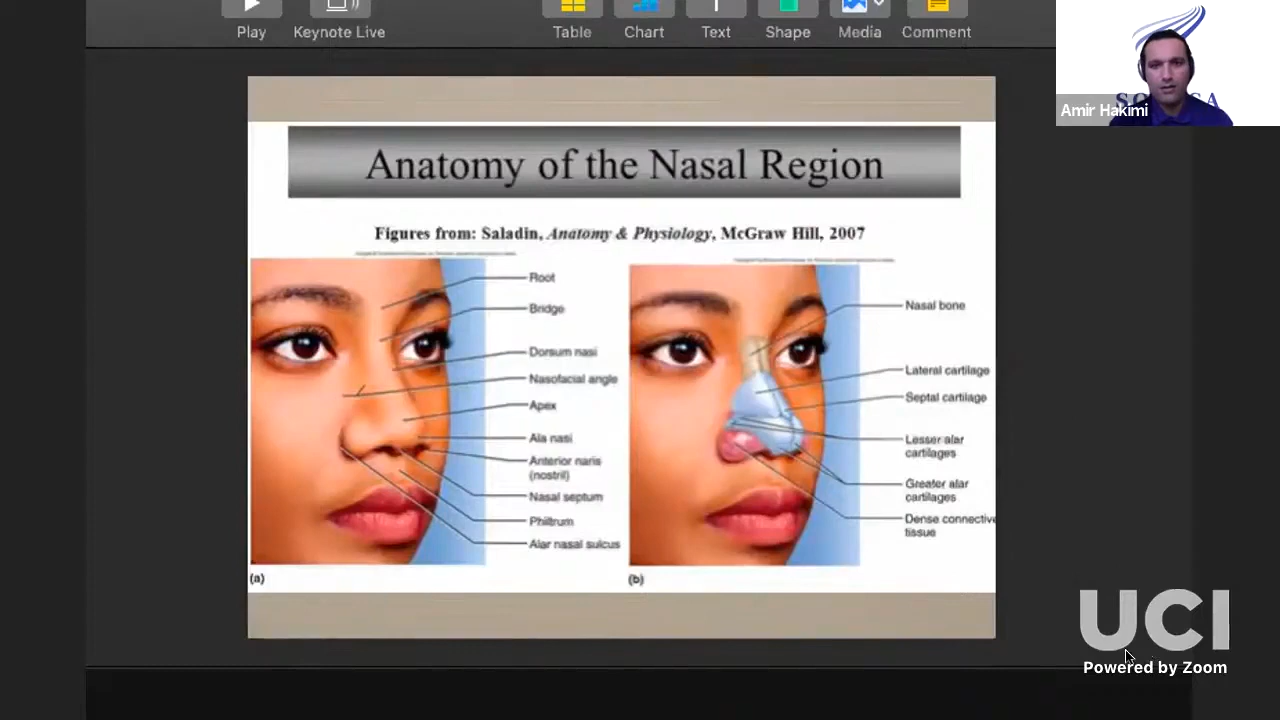 Play
Keynote Live
Table
Chart
Text
Shape
Media
Comment
Amir Hakimi
Anatomy of the Nasal Region
Figures from: Saladin, Anatomy & Physiology, McGraw Hill, 2007
Root
Bridge
Dorsum nasi
Nasofacial angle
Apex
Ala nasi
Anterior naris
(nostril)
Nasal septum
Philtrum
Alar nasal sulcus
(a)
Nasal bone
Lateral cartilage
Septal cartilage
Lesser alar
cartilages
Greater alar
cartilages
Dense connective
tissue
(b)
UCI
Powered by Zoom